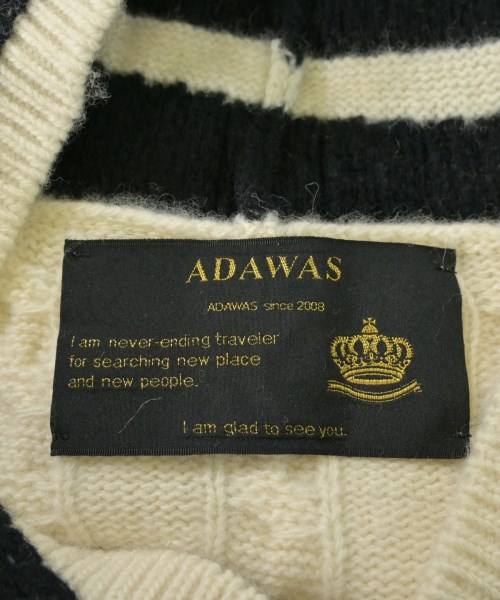 ADAWAS
ADAWAS since 2008
I am never-ending traveler
for searching new place
and new people.
I am glad to see you.